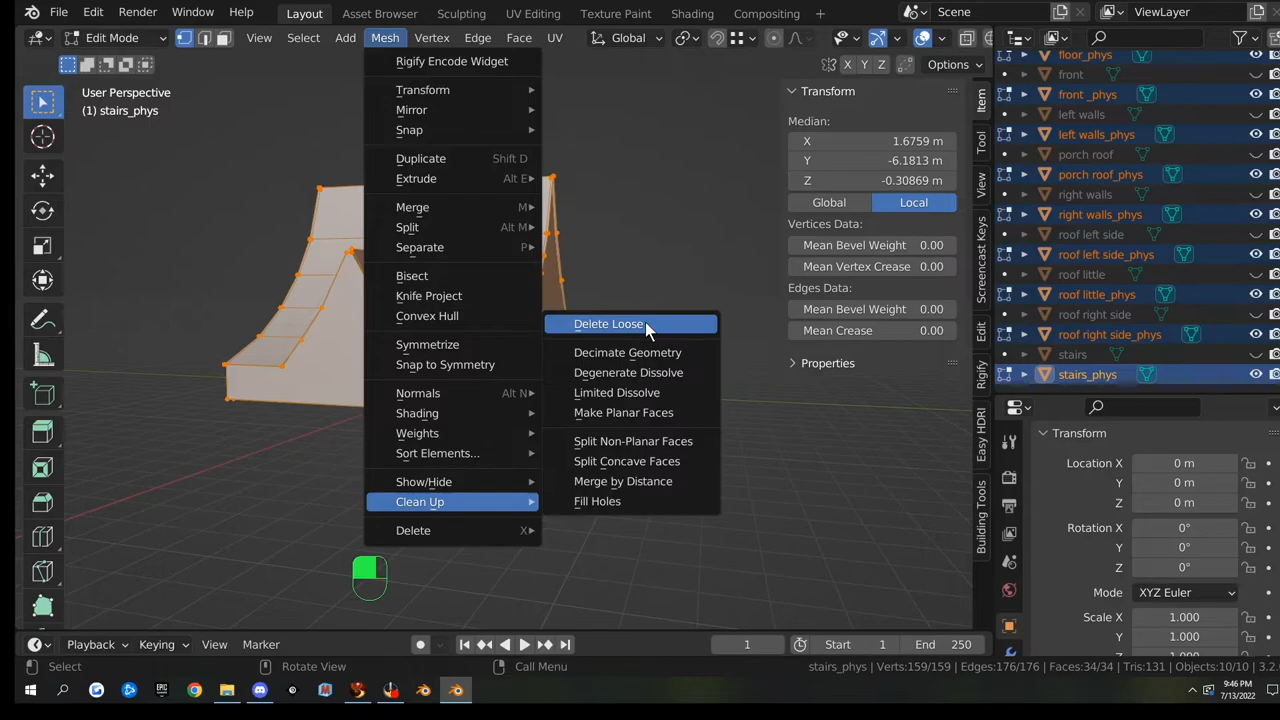 File Edit Render Window Help Layout Asset Browser Sculpting UV Editing Texture Paint Shading Compositing + Scene ViewLayer
Edit Mode View Select Add Mesh Vertex Edge Face UV Global
X Y Z Options
User Perspective
(1) stairs_phys
Rigify Encode Widget
Transform
Mirror
Snap
Duplicate Shift D
Extrude Alt E
Merge M
Split Alt M
Separate P
Bisect
Knife Project
Convex Hull
Symmetrize
Snap to Symmetry
Normals Alt N
Shading
Weights
Sort Elements...
Show/Hide
Clean Up
Delete X
Delete Loose
Decimate Geometry
Degenerate Dissolve
Limited Dissolve
Make Planar Faces
Split Non-Planar Faces
Split Concave Faces
Merge by Distance
Fill Holes
Transform
Median:
X 1.6759 m
Y -6.1813 m
Z -0.30869 m
Global Local
Vertices Data:
Mean Bevel Weight 0.00
Mean Vertex Crease 0.00
Edges Data:
Mean Bevel Weight 0.00
Mean Crease 0.00
Properties
Item
Tool
View
Screencast Keys
Edit
Rigify
Easy HDRI
Building Tools
floor_phys
front
front _phys
left walls
left walls_phys
porch roof
porch roof_phys
right walls
right walls_phys
roof left side
roof left side_phys
roof little
roof little_phys
roof right side
roof right side_phys
stairs
stairs_phys
Transform
Location X 0 m
Y 0 m
Z 0 m
Rotation X 0°
Y 0°
Z 0°
Mode XYZ Euler
Scale X 1.000
Y 1.000
Z 1.000
Playback Keying View Marker 1 Start 1 End 250
Select Rotate View Call Menu stairs_phys | Verts:159/159 | Edges:176/176 | Faces:34/34 | Tris:131 | Objects:10/10 | 3.2.
9:46 PM
7/13/2022